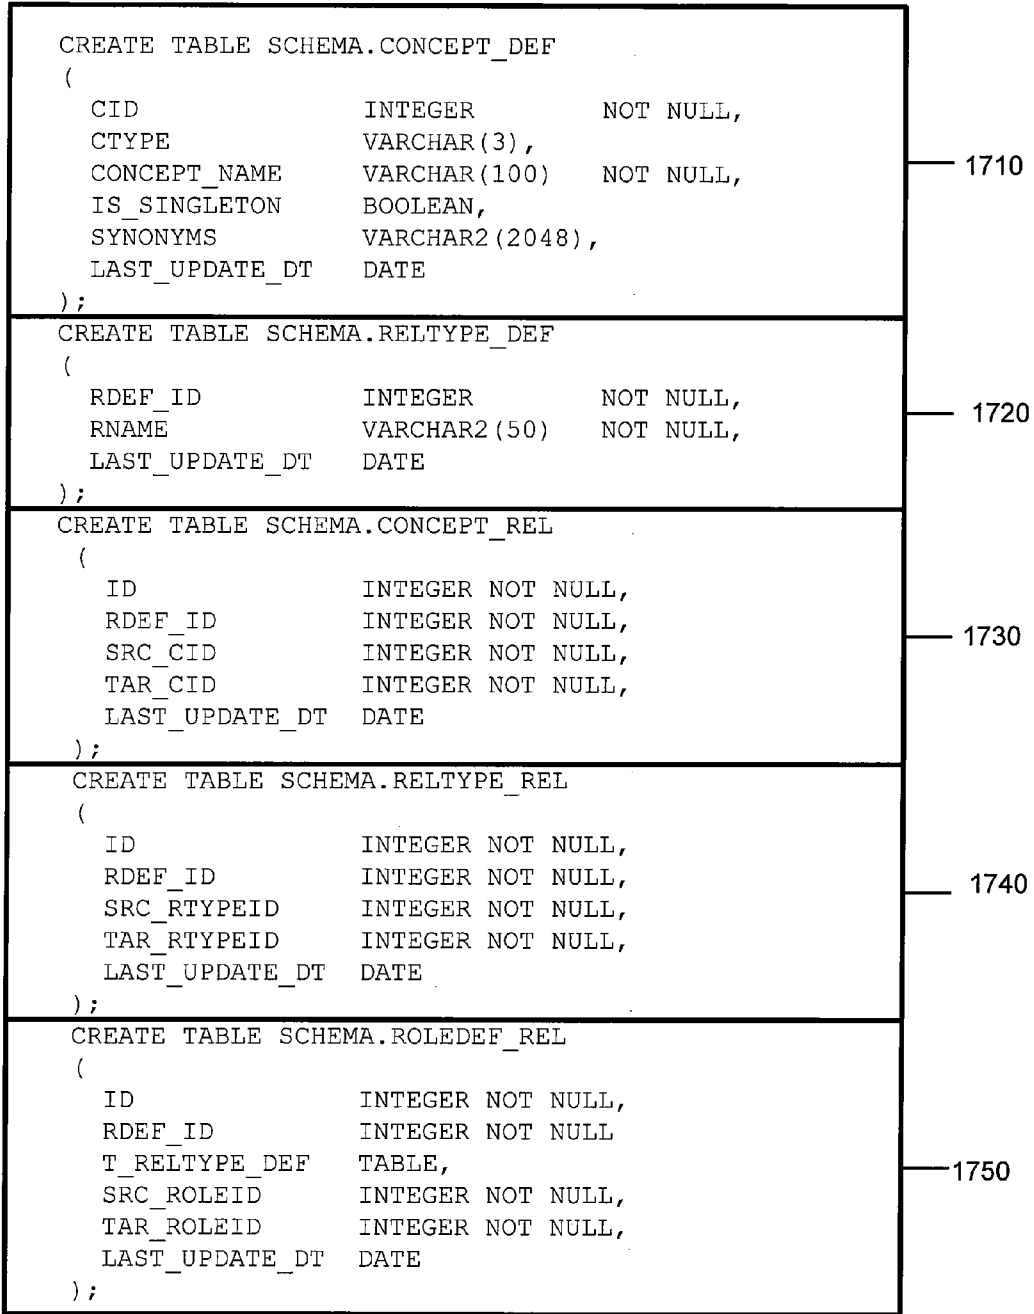 CREATE TABLE SCHEMA.CONCEPT_DEF
(
CID INTEGER NOT NULL,
CTYPE VARCHAR(3),
CONCEPT_NAME VARCHAR(100) NOT NULL,
IS_SINGLETON BOOLEAN,
SYNONYMS VARCHAR2(2048),
LAST_UPDATE_DT DATE
);
1710
CREATE TABLE SCHEMA.RELTYPE_DEF
(
RDEF_ID INTEGER NOT NULL,
RNAME VARCHAR2(50) NOT NULL,
LAST_UPDATE_DT DATE
);
1720
CREATE TABLE SCHEMA.CONCEPT_REL
(
ID INTEGER NOT NULL,
RDEF_ID INTEGER NOT NULL,
SRC_CID INTEGER NOT NULL,
TAR_CID INTEGER NOT NULL,
LAST_UPDATE_DT DATE
);
1730
CREATE TABLE SCHEMA.RELTYPE_REL
(
ID INTEGER NOT NULL,
RDEF_ID INTEGER NOT NULL,
SRC_RTYPEID INTEGER NOT NULL,
TAR_RTYPEID INTEGER NOT NULL,
LAST_UPDATE_DT DATE
);
1740
CREATE TABLE SCHEMA.ROLEDEF_REL
(
ID INTEGER NOT NULL,
RDEF_ID INTEGER NOT NULL
T_RELTYPE_DEF TABLE,
SRC_ROLEID INTEGER NOT NULL,
TAR_ROLEID INTEGER NOT NULL,
LAST_UPDATE_DT DATE
);
1750